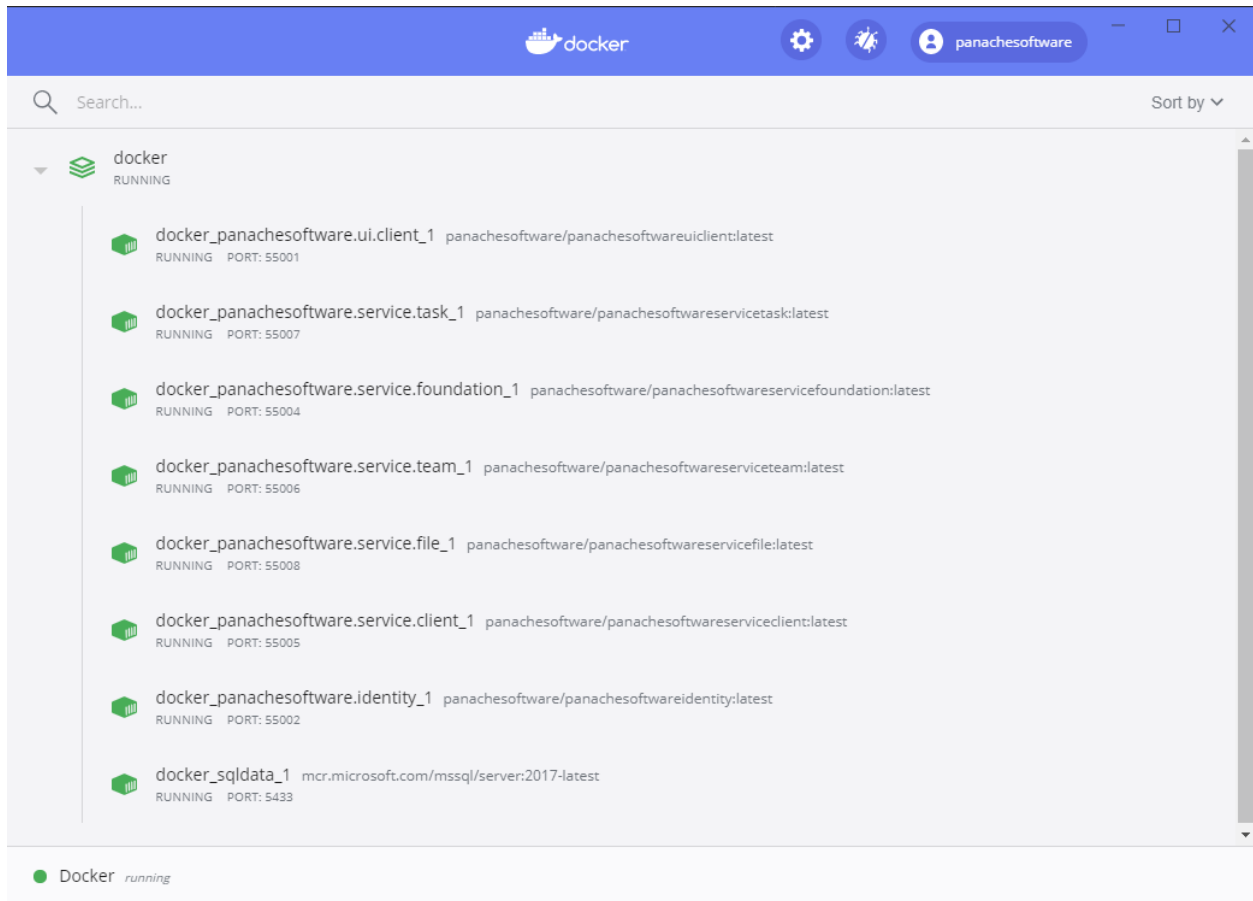 docker
panachesoftware
Search...
Sort by
docker
RUNNING
docker_panachesoftware.ui.client_1 panachesoftware/panachesoftwareuiclient:latest
RUNNING PORT: 55001
docker_panachesoftware.service.task_1 panachesoftware/panachesoftwareservicetask:latest
RUNNING PORT: 55007
docker_panachesoftware.service.foundation_1 panachesoftware/panachesoftwareservicefoundation:latest
RUNNING PORT: 55004
docker_panachesoftware.service.team_1 panachesoftware/panachesoftwareserviceteam:latest
RUNNING PORT: 55006
docker_panachesoftware.service.file_1 panachesoftware/panachesoftwareservicefile:latest
RUNNING PORT: 55008
docker_panachesoftware.service.client_1 panachesoftware/panachesoftwareserviceclient:latest
RUNNING PORT: 55005
docker_panachesoftware.identity_1 panachesoftware/panachesoftwareidentity:latest
RUNNING PORT: 55002
docker_sqldata_1 mcr.microsoft.com/mssql/server:2017-latest
RUNNING PORT: 5433
Docker running